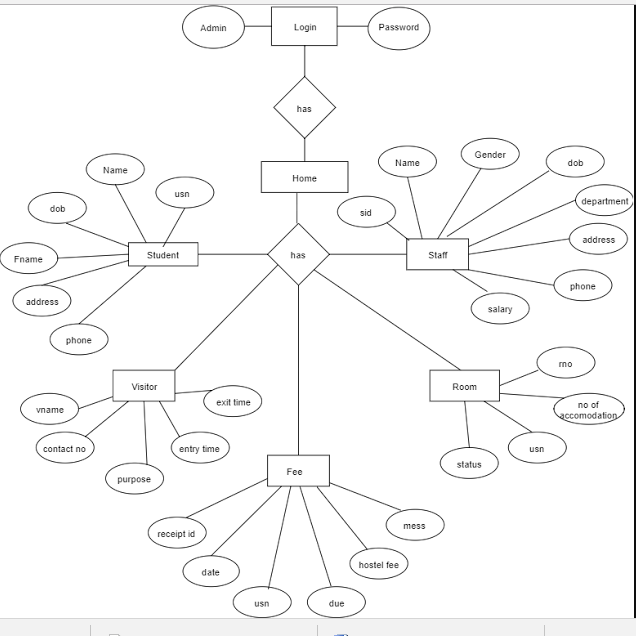 Admin
Login
Password
has
Home
Name
Gender
dob
Name
usn
sid
department
dob
address
Fname
Student
has
Staff
address
phone
salary
phone
rno
Visitor
Room
exit time
vname
no of
accomodation
contact no
entry time
usn
status
Fee
purpose
mess
receipt id
hostel fee
date
usn
due